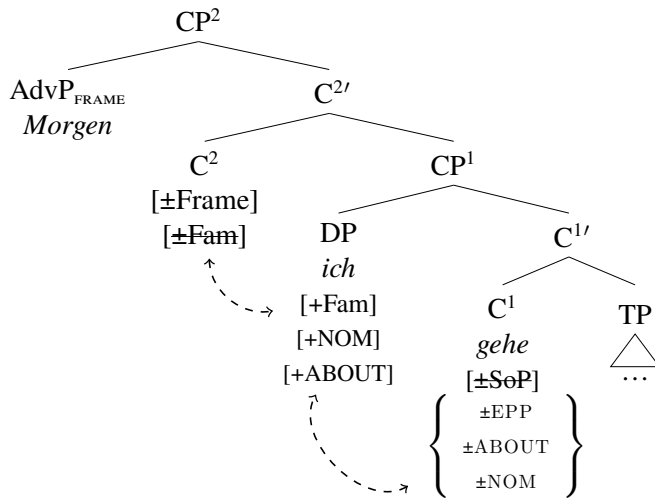 CP²
AdvP_FRAME C²′
Morgen
C² CP¹
[±Frame]
[±Fam] DP C¹′
ich
[+Fam] C¹ TP
[+NOM] gehe
[+ABOUT] [±SoP] ...
±EPP
±ABOUT
±NOM